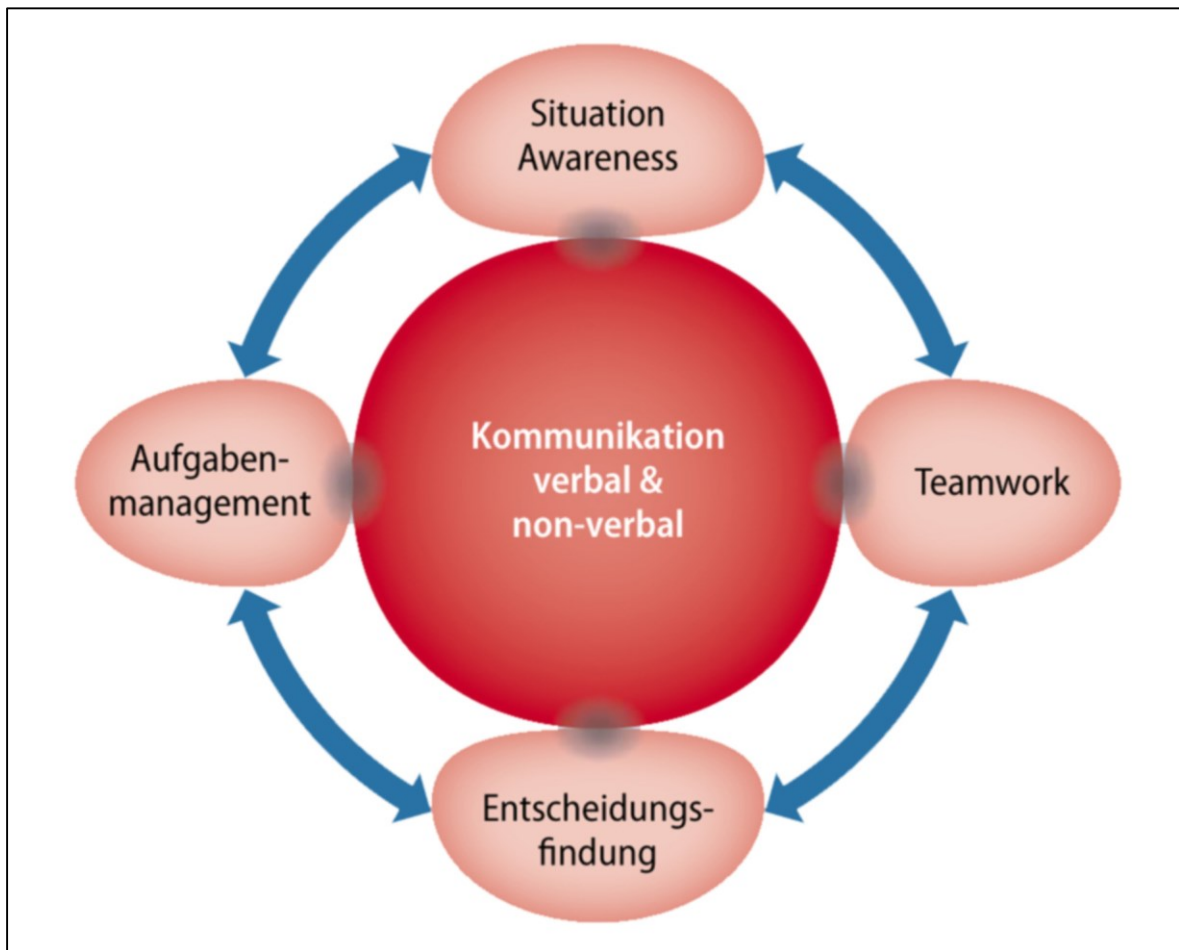 Situation
Awareness
Aufgaben-
management
Kommunikation
verbal &
non-verbal
Teamwork
Entscheidungs-
findung